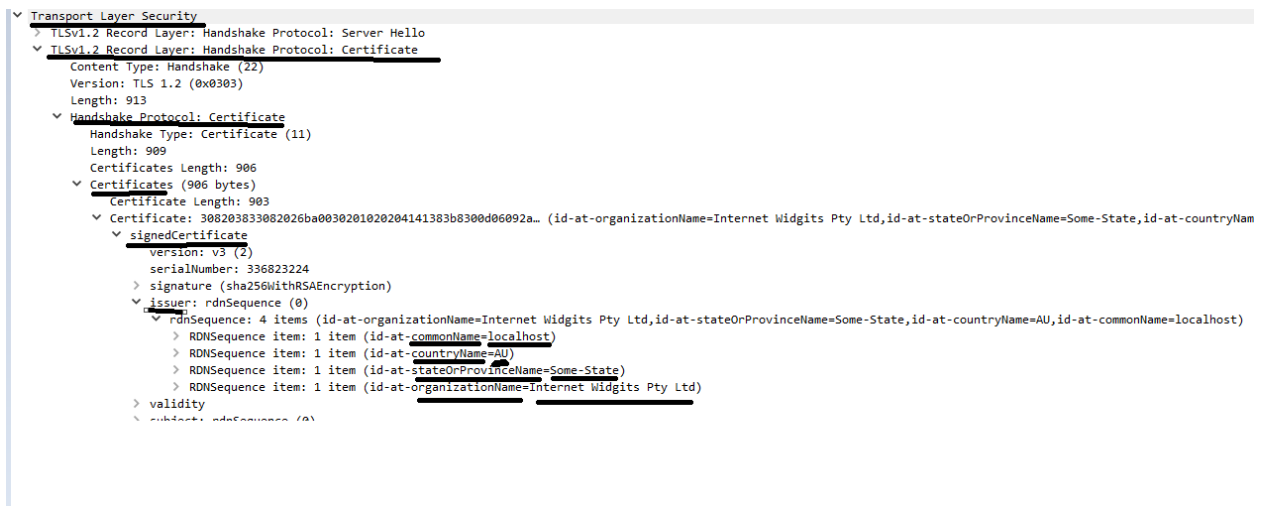 Transport Layer Security
TLSv1.2 Record Layer: Handshake Protocol: Server Hello
TLSv1.2 Record Layer: Handshake Protocol: Certificate
Content Type: Handshake (22)
Version: TLS 1.2 (0x0303)
Length: 913
Handshake Protocol: Certificate
Handshake Type: Certificate (11)
Length: 909
Certificates Length: 906
Certificates (906 bytes)
Certificate Length: 903
Certificate: 308203833082026ba0030201020204141383b8300d06092a… (id-at-organizationName=Internet Widgits Pty Ltd,id-at-stateOrProvinceName=Some-State,id-at-countryNam
signedCertificate
version: v3 (2)
serialNumber: 336823224
signature (sha256WithRSAEncryption)
issuer: rdnSequence (0)
rdnSequence: 4 items (id-at-organizationName=Internet Widgits Pty Ltd,id-at-stateOrProvinceName=Some-State,id-at-countryName=AU,id-at-commonName=localhost)
RDNSequence item: 1 item (id-at-commonName=localhost)
RDNSequence item: 1 item (id-at-countryName=AU)
RDNSequence item: 1 item (id-at-stateOrProvinceName=Some-State)
RDNSequence item: 1 item (id-at-organizationName=Internet Widgits Pty Ltd)
validity
subject: rdnSequence (0)